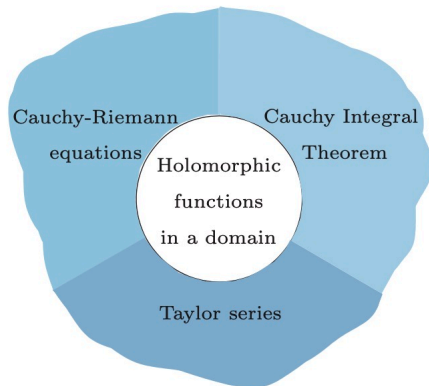 Cauchy-Riemann
equations
Cauchy Integral
Theorem
Holomorphic
functions
in a domain
Taylor series